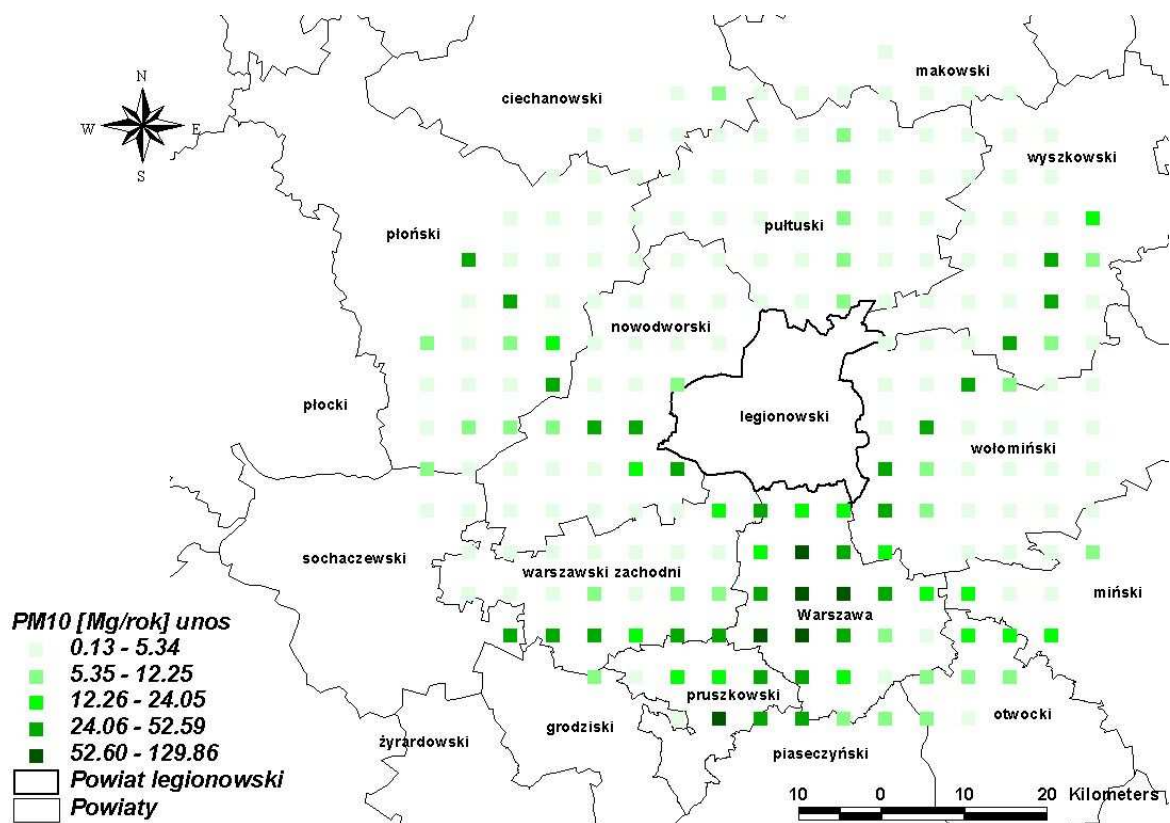 N
W E
S
ciechanowski
makowski
wyszkowski
płoński
pułtuski
nowodworski
płocki
legionowski
wołomiński
sochaczewski
warszawski zachodni
Warszawa
miński
pruszkowski
grodziski
otwocki
żyrardowski
piaseczyński
PM10 [Mg/rok] unos
0.13 - 5.34
5.35 - 12.25
12.26 - 24.05
24.06 - 52.59
52.60 - 129.86
Powiat legionowski
Powiaty
10 0 10 20 Kilometers